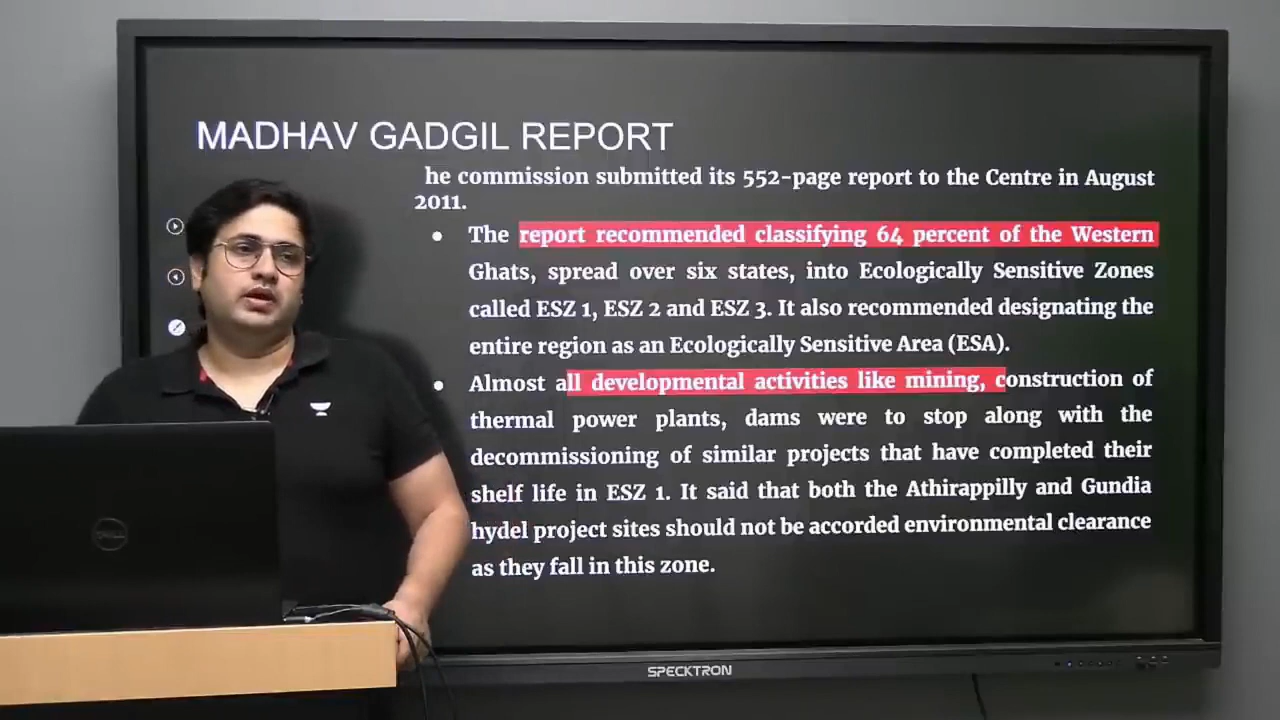 MADHAV GADGIL REPORT
he commission submitted its 552-page report to the Centre in August
2011.
● The report recommended classifying 64 percent of the Western
Ghats, spread over six states, into Ecologically Sensitive Zones
called ESZ 1, ESZ 2 and ESZ 3. It also recommended designating the
entire region as an Ecologically Sensitive Area (ESA).
● Almost all developmental activities like mining, construction of
thermal power plants, dams were to stop along with the
decommissioning of similar projects that have completed their
shelf life in ESZ 1. It said that both the Athirappilly and Gundia
hydel project sites should not be accorded environmental clearance
as they fall in this zone.
DELL
SPECKTRON